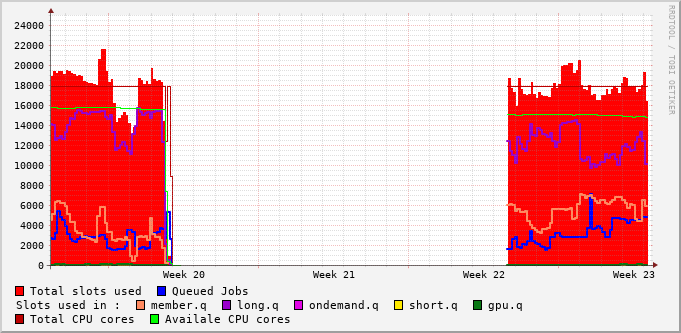 24000
22000
20000
18000
16000
14000
12000
10000
8000
6000
4000
2000
0
Week 20 Week 21 Week 22 Week 23
Total slots used Queued Jobs
Slots used in : member.q long.q ondemand.q short.q gpu.q
Total CPU cores Availale CPU cores
RRDTOOL / TOBI OETIKER